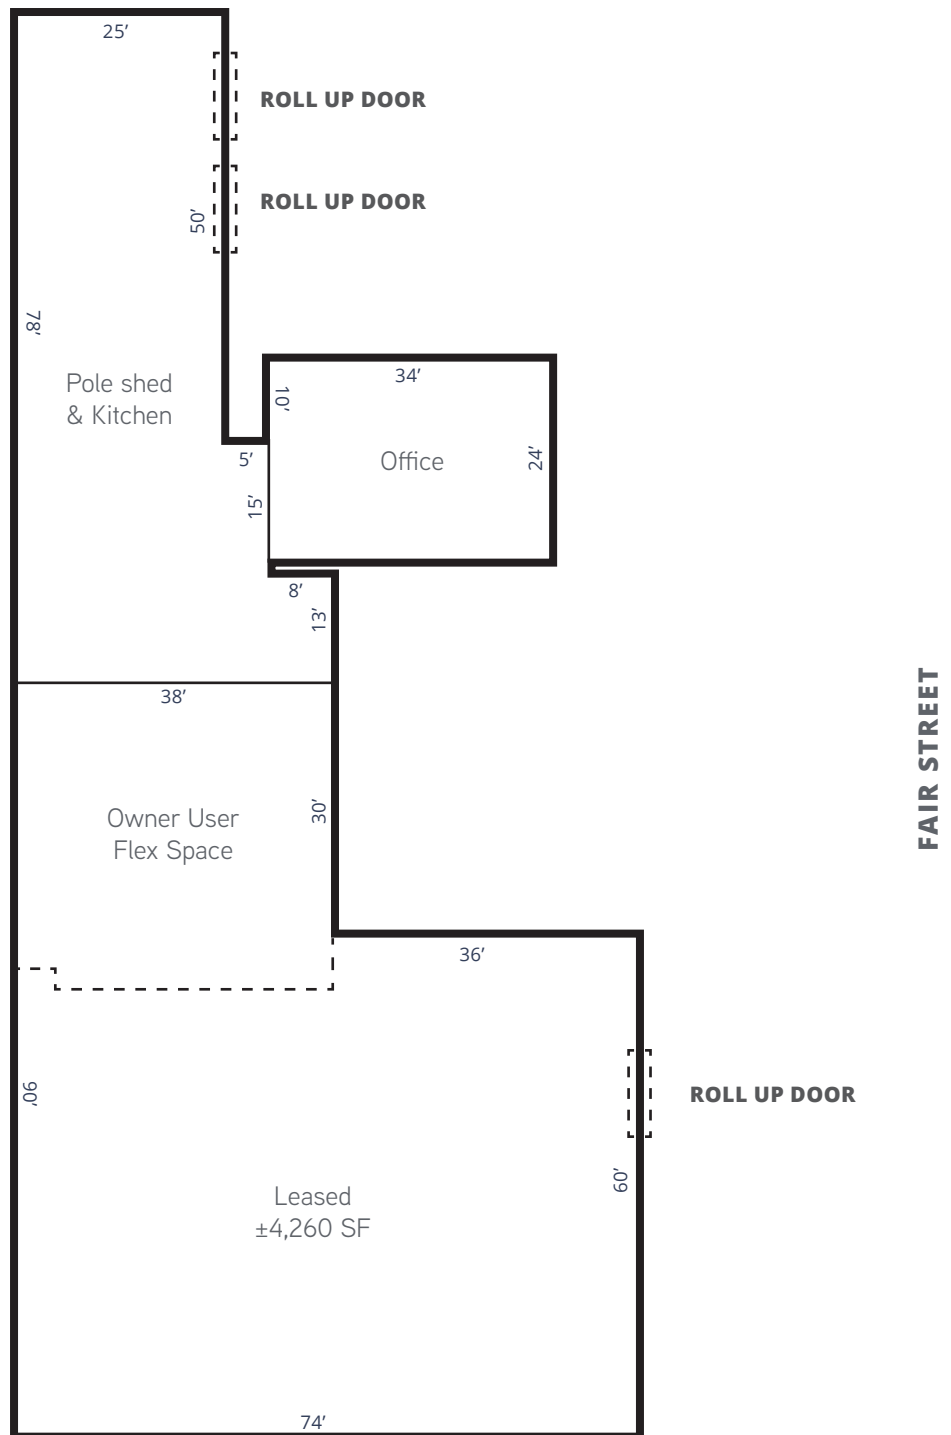 25’
ROLL UP DOOR
ROLL UP DOOR
50’
78’
Pole shed
& Kitchen
34’
10’
Office
24’
5’
15’
8’
13’
38’
Owner User
Flex Space
30’
FAIR STREET
36’
90’
ROLL UP DOOR
60’
Leased
±4,260 SF
74’